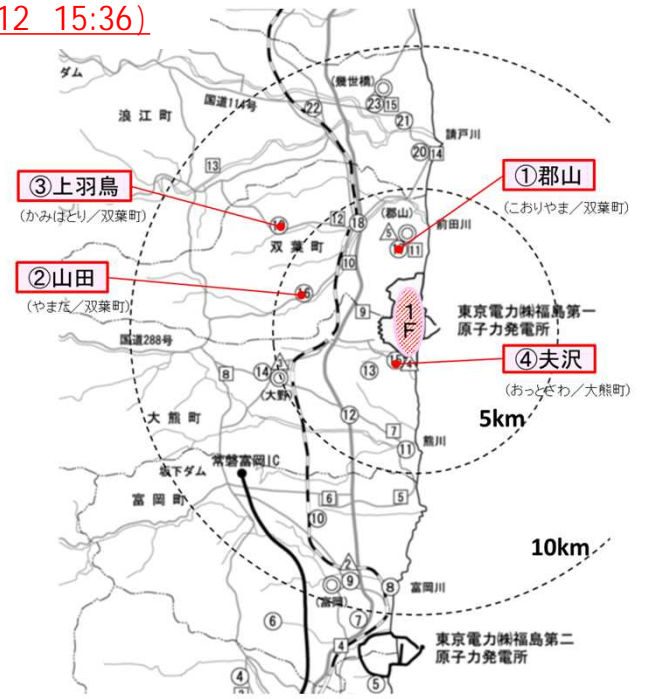 12 15:36)
ダム
(幾世橋)
浪江町
国道114号
22
23
15
21
請戸川
20
14
13
①郡山
(こおりやま/双葉町)
③上羽鳥
(かみはとり/双葉町)
12
18
(郡山)
5
前田川
11
双葉町
10
②山田
(やまだ/双葉町)
9
1F
東京電力㈱福島第一
原子力発電所
国道288号
④夫沢
(おっとざわ/大熊町)
8
14
(大野)
13
大熊町
12
5km
7
熊川
11
常磐富岡IC
坂下ダム
富岡町
6
5
10
10km
2
9
8
富岡川
(富岡)
6
7
4
東京電力㈱福島第二
原子力発電所
4
5